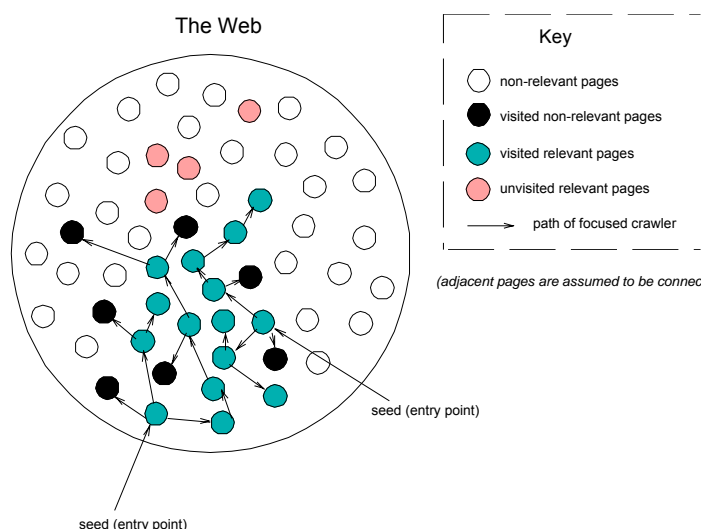 The Web
Key
non-relevant pages
visited non-relevant pages
visited relevant pages
unvisited relevant pages
path of focused crawler
(adjacent pages are assumed to be connec
seed (entry point)
seed (entry point)